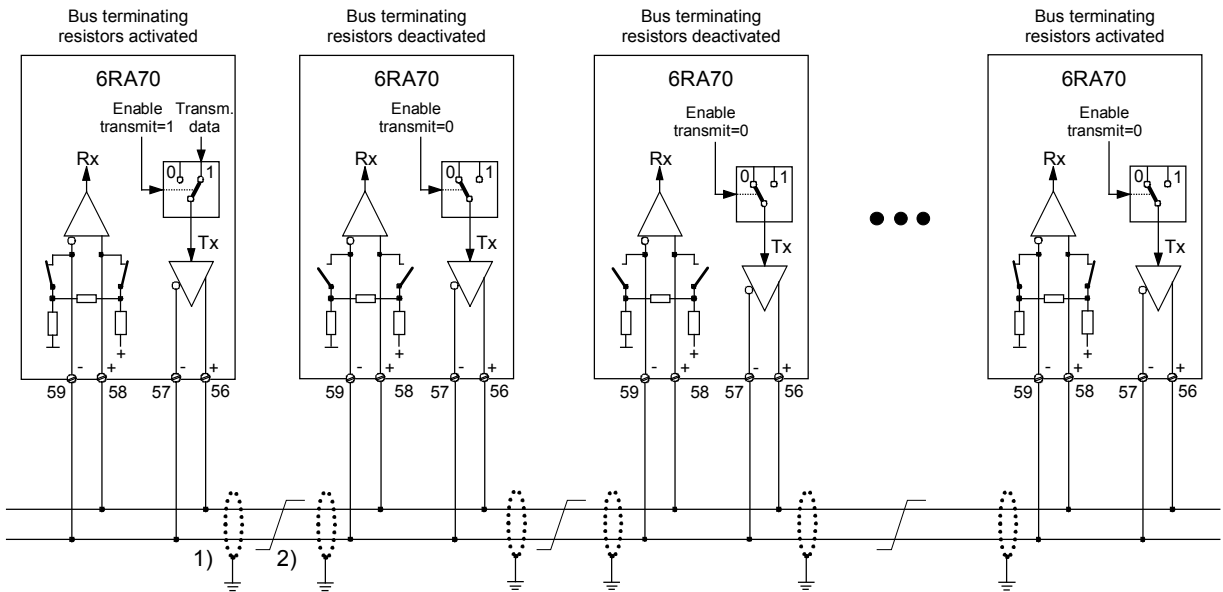 Bus terminating
resistors activated
6RA70
Enable
transmit=1
Transm.
data
0 1
Rx
Tx
- + - +
59 58 57 56
Bus terminating
resistors deactivated
6RA70
Enable
transmit=0
0 1
Rx
Tx
- + - +
59 58 57 56
Bus terminating
resistors deactivated
6RA70
Enable
transmit=0
0 1
Rx
Tx
- + - +
59 58 57 56
Bus terminating
resistors activated
6RA70
Enable
transmit=0
0 1
Rx
Tx
- + - +
59 58 57 56
+
+
+
+
1) 2)